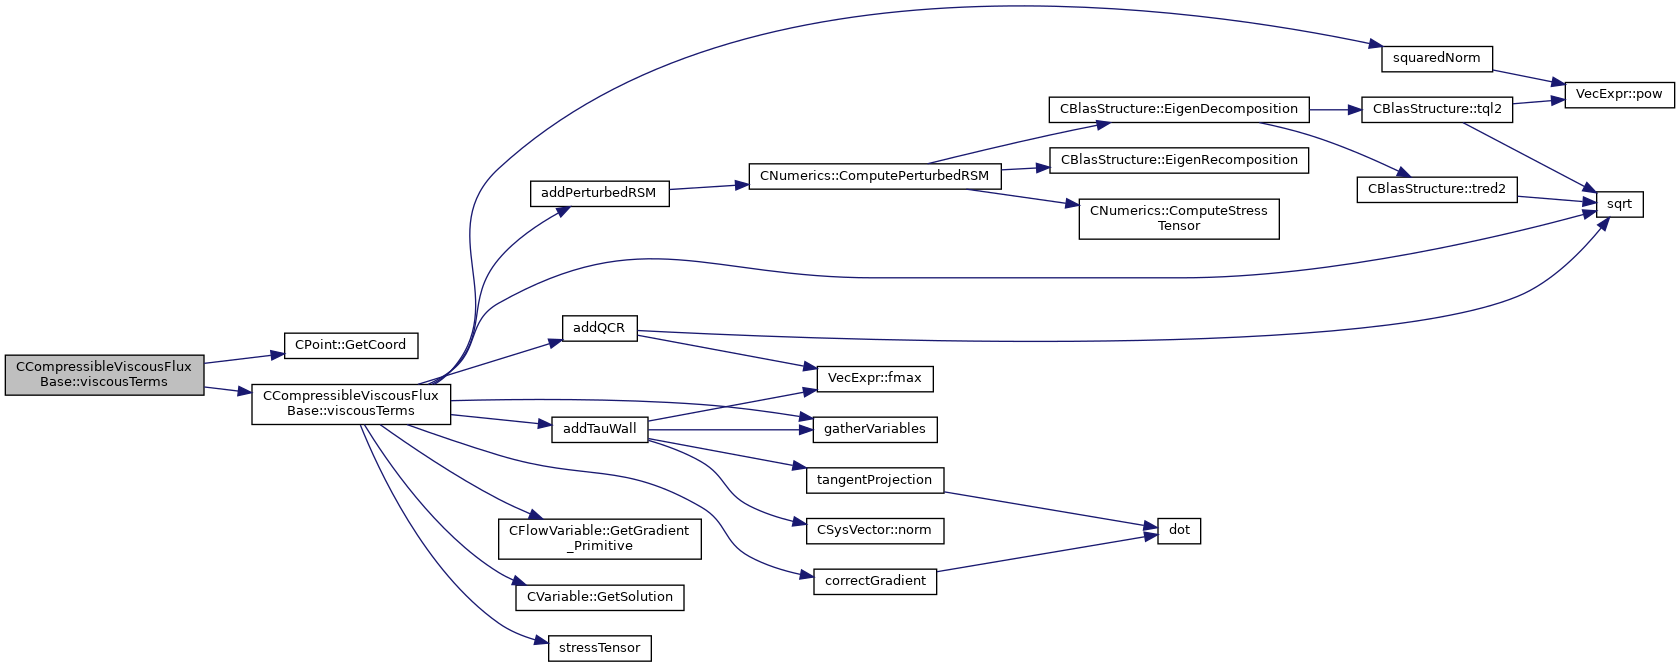 CCompressibleViscousFlux
Base::viscousTerms
CPoint::GetCoord
CCompressibleViscousFlux
Base::viscousTerms
addPerturbedRSM
addQCR
addTauWall
CFlowVariable::GetGradient
_Primitive
CVariable::GetSolution
stressTensor
CNumerics::ComputePerturbedRSM
VecExpr::fmax
gatherVariables
tangentProjection
CSysVector::norm
correctGradient
CBlasStructure::EigenDecomposition
CBlasStructure::EigenRecomposition
CNumerics::ComputeStress
Tensor
dot
squaredNorm
CBlasStructure::tql2
CBlasStructure::tred2
VecExpr::pow
sqrt